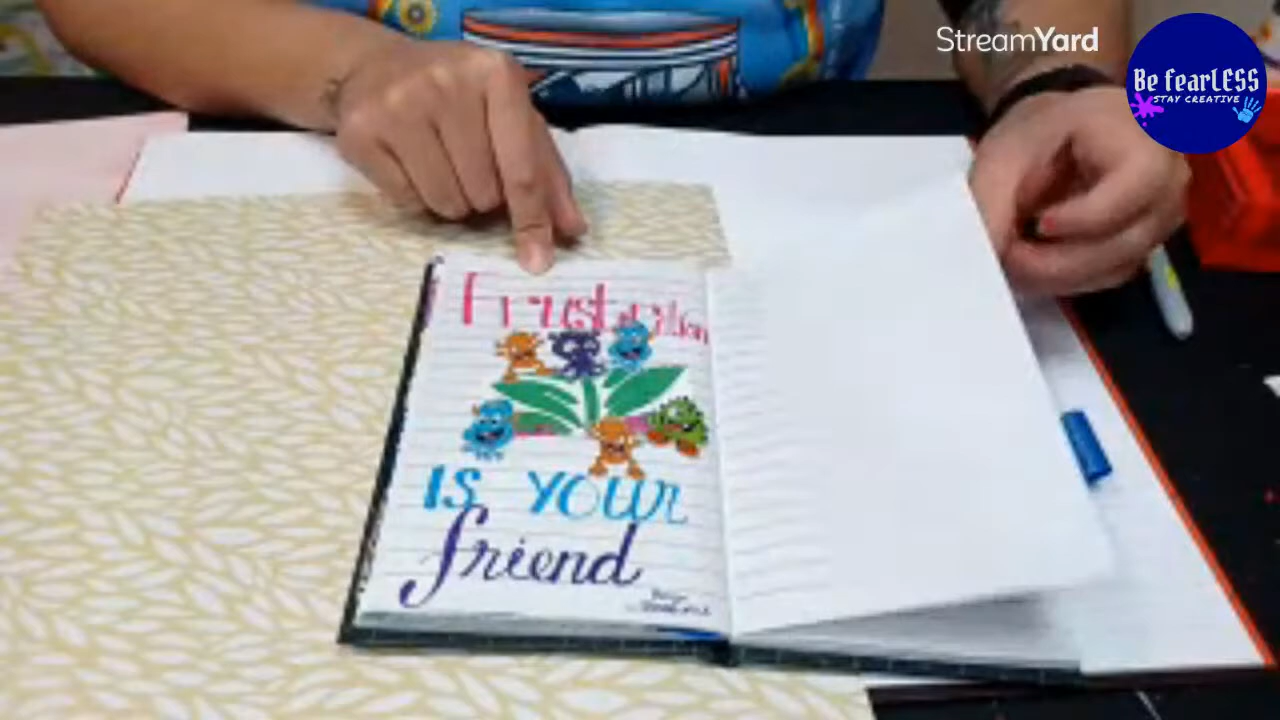 StreamYard
Be fearLESS
STAY CREATIVE
Frustration
IS YOUR
friend